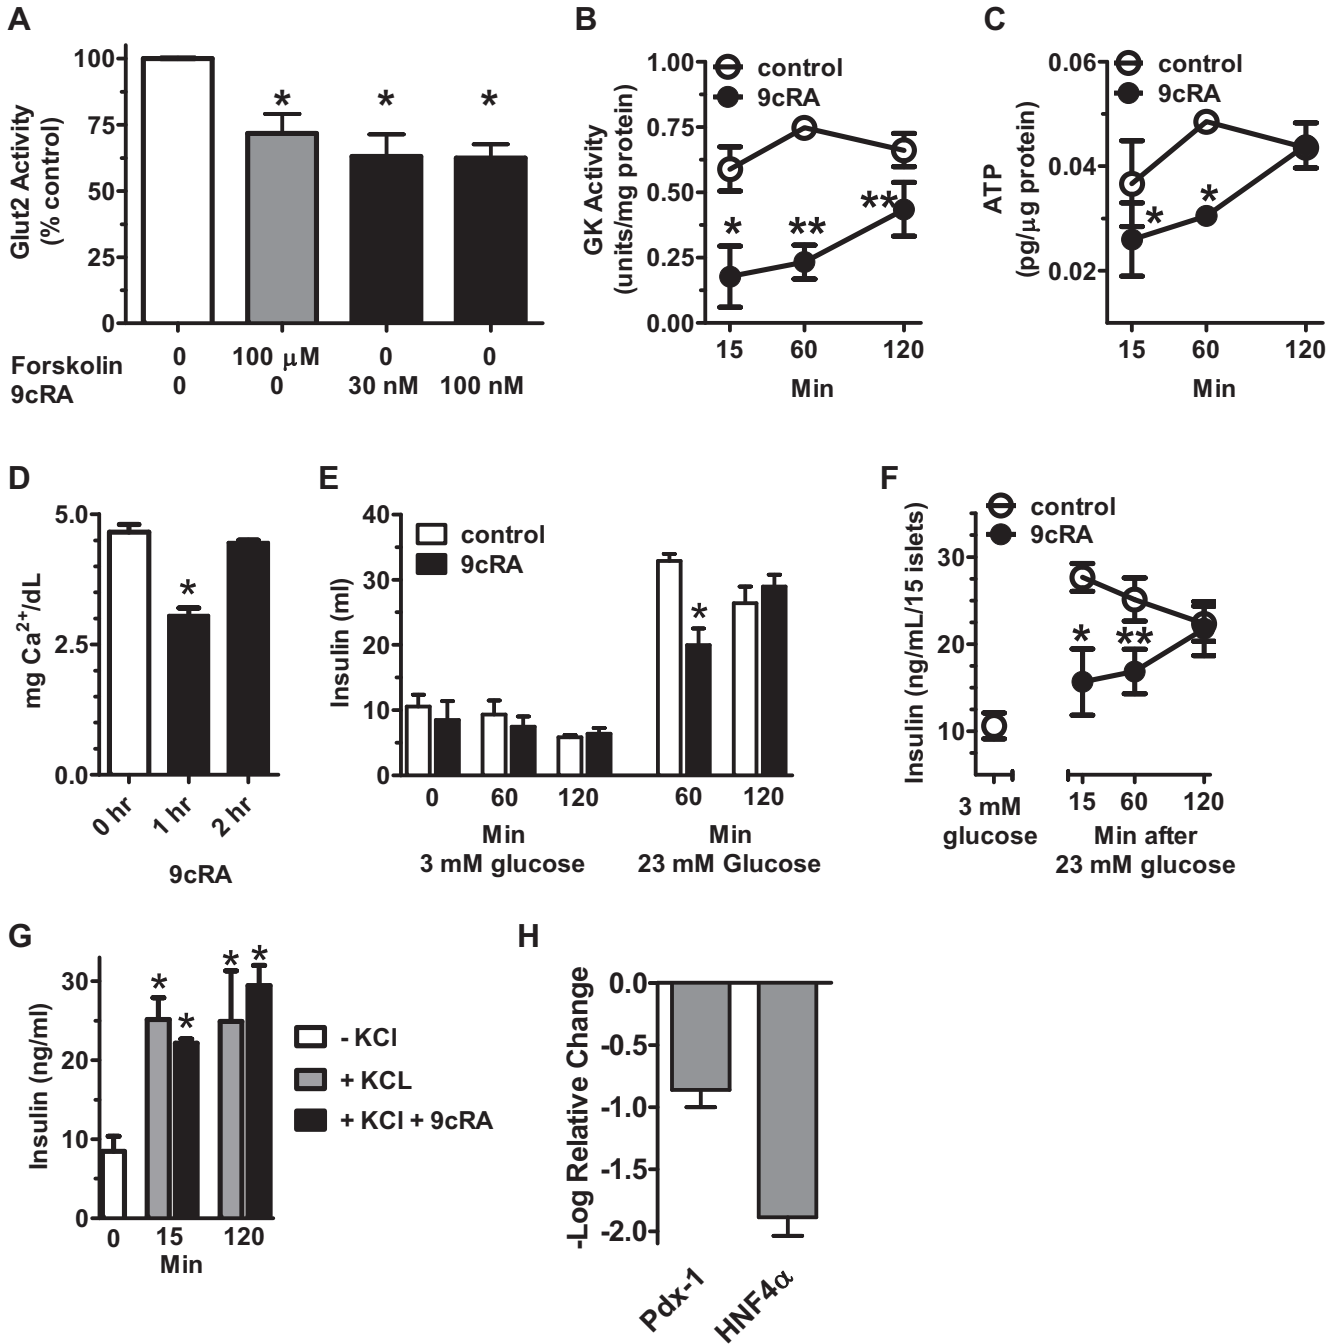 A
Glut2 Activity
(% control)
100
75
50
25
0
*
*
*
Forskolin
0
100 μM
0
0
9cRA
0
0
30 nM
100 nM
B
GK Activity
(units/mg protein)
1.00
0.75
0.50
0.25
0.00
control
9cRA
*
**
**
15
60
120
Min
C
ATP
(pg/μg protein)
0.06
0.04
0.02
control
9cRA
*
*
15
60
120
Min
D
mg Ca2+/dL
5.0
2.5
0.0
*
0 hr
1 hr
2 hr
9cRA
E
Insulin (ml)
40
30
20
10
0
control
9cRA
*
0
60
120
60
120
Min
3 mM glucose
Min
23 mM Glucose
F
Insulin (ng/mL/15 islets)
30
20
10
control
9cRA
*
**
3 mM
glucose
15
60
120
Min after
23 mM glucose
G
Insulin (ng/ml)
30
20
10
0
*
*
*
*
0
15
120
Min
- KCl
+ KCL
+ KCl + 9cRA
H
-Log Relative Change
0.0
-0.5
-1.0
-1.5
-2.0
Pdx-1
HNF4α